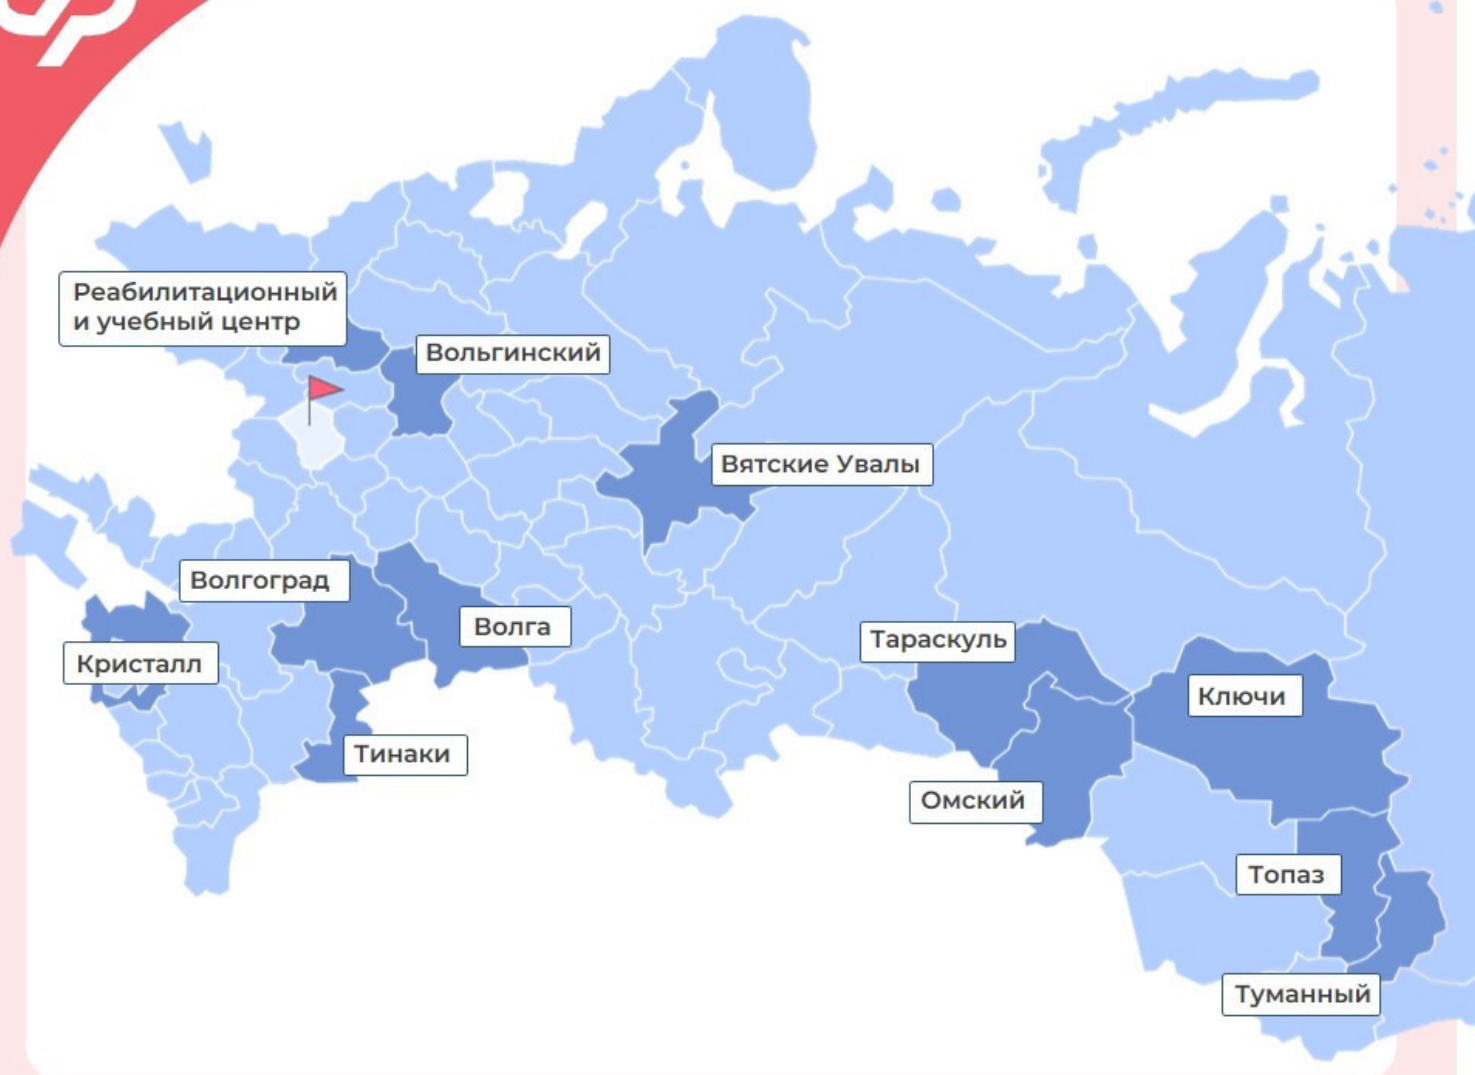 Реабилитационный
и учебный центр
Вольгинский
Вятские Увалы
Волгоград
Волга
Тараскуль
Кристалл
Ключи
Тинаки
Омский
Топаз
Туманный